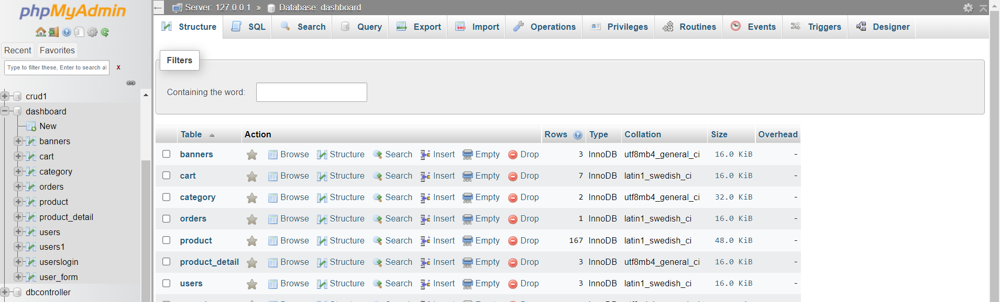 phpMyAdmin
Recent Favorites
Type to filter these, Enter to search al X
crud1
dashboard
New
banners
cart
category
orders
product
product_detail
users
users1
userslogin
user_form
dbcontroller
← Server: 127.0.0.1 » Database: dashboard
Structure SQL Search Query Export Import Operations Privileges Routines Events Triggers Designer
Filters
Containing the word:
Table Action Rows Type Collation Size Overhead
banners Browse Structure Search Insert Empty Drop 3 InnoDB utf8mb4_general_ci 16.0 KiB -
cart Browse Structure Search Insert Empty Drop 7 InnoDB latin1_swedish_ci 16.0 KiB -
category Browse Structure Search Insert Empty Drop 2 InnoDB utf8mb4_general_ci 32.0 KiB -
orders Browse Structure Search Insert Empty Drop 1 InnoDB latin1_swedish_ci 16.0 KiB -
product Browse Structure Search Insert Empty Drop 167 InnoDB latin1_swedish_ci 48.0 KiB -
product_detail Browse Structure Search Insert Empty Drop 3 InnoDB utf8mb4_general_ci 16.0 KiB -
users Browse Structure Search Insert Empty Drop 3 InnoDB latin1_swedish_ci 16.0 KiB -